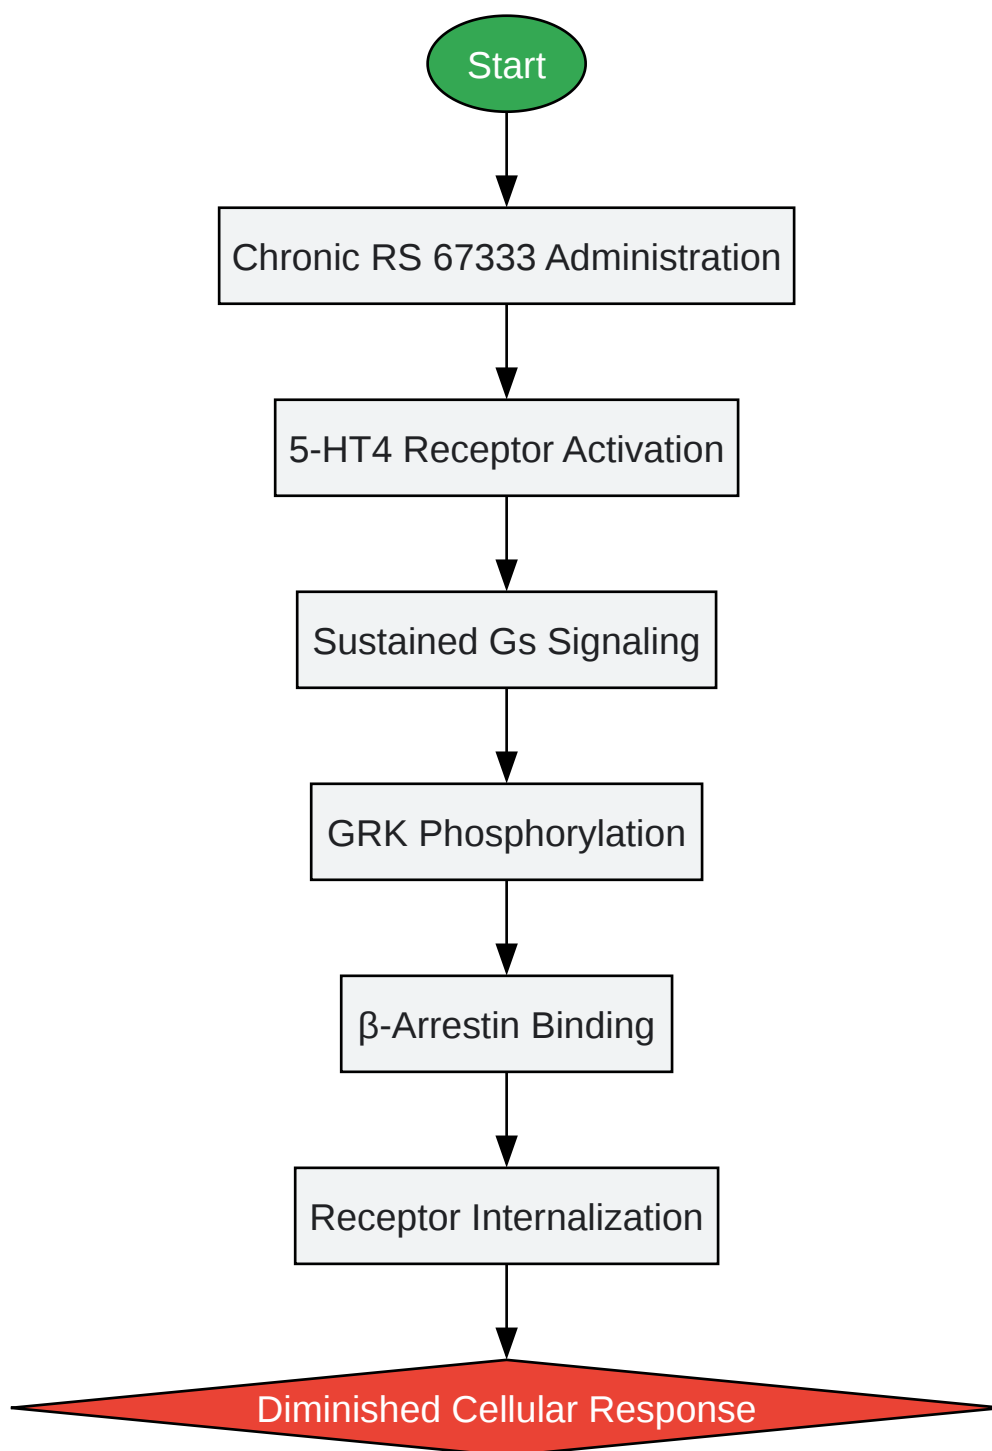 Start
Chronic RS 67333 Administration
5-HT4 Receptor Activation
Sustained Gs Signaling
GRK Phosphorylation
β-Arrestin Binding
Receptor Internalization
Diminished Cellular Response